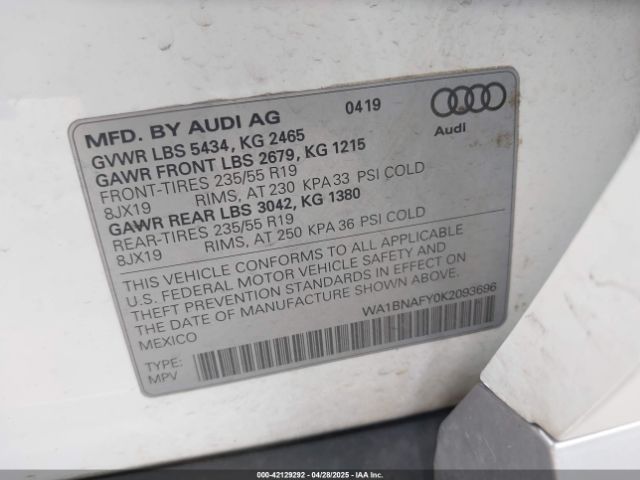 MFD. BY AUDI AG 0419
Audi
GVWR LBS 5434, KG 2465
GAWR FRONT LBS 2679, KG 1215
FRONT-TIRES 235/55 R19
8JX19 RIMS, AT 230 KPA 33 PSI COLD
GAWR REAR LBS 3042, KG 1380
REAR-TIRES 235/55 R19
8JX19 RIMS, AT 250 KPA 36 PSI COLD
THIS VEHICLE CONFORMS TO ALL APPLICABLE
U.S. FEDERAL MOTOR VEHICLE SAFETY AND
THEFT PREVENTION STANDARDS IN EFFECT ON
THE DATE OF MANUFACTURE SHOWN ABOVE.
MEXICO
WA1BNAFY0K2093696
TYPE:
MPV
000-42129292 | 04/28/2025 | IAA Inc.